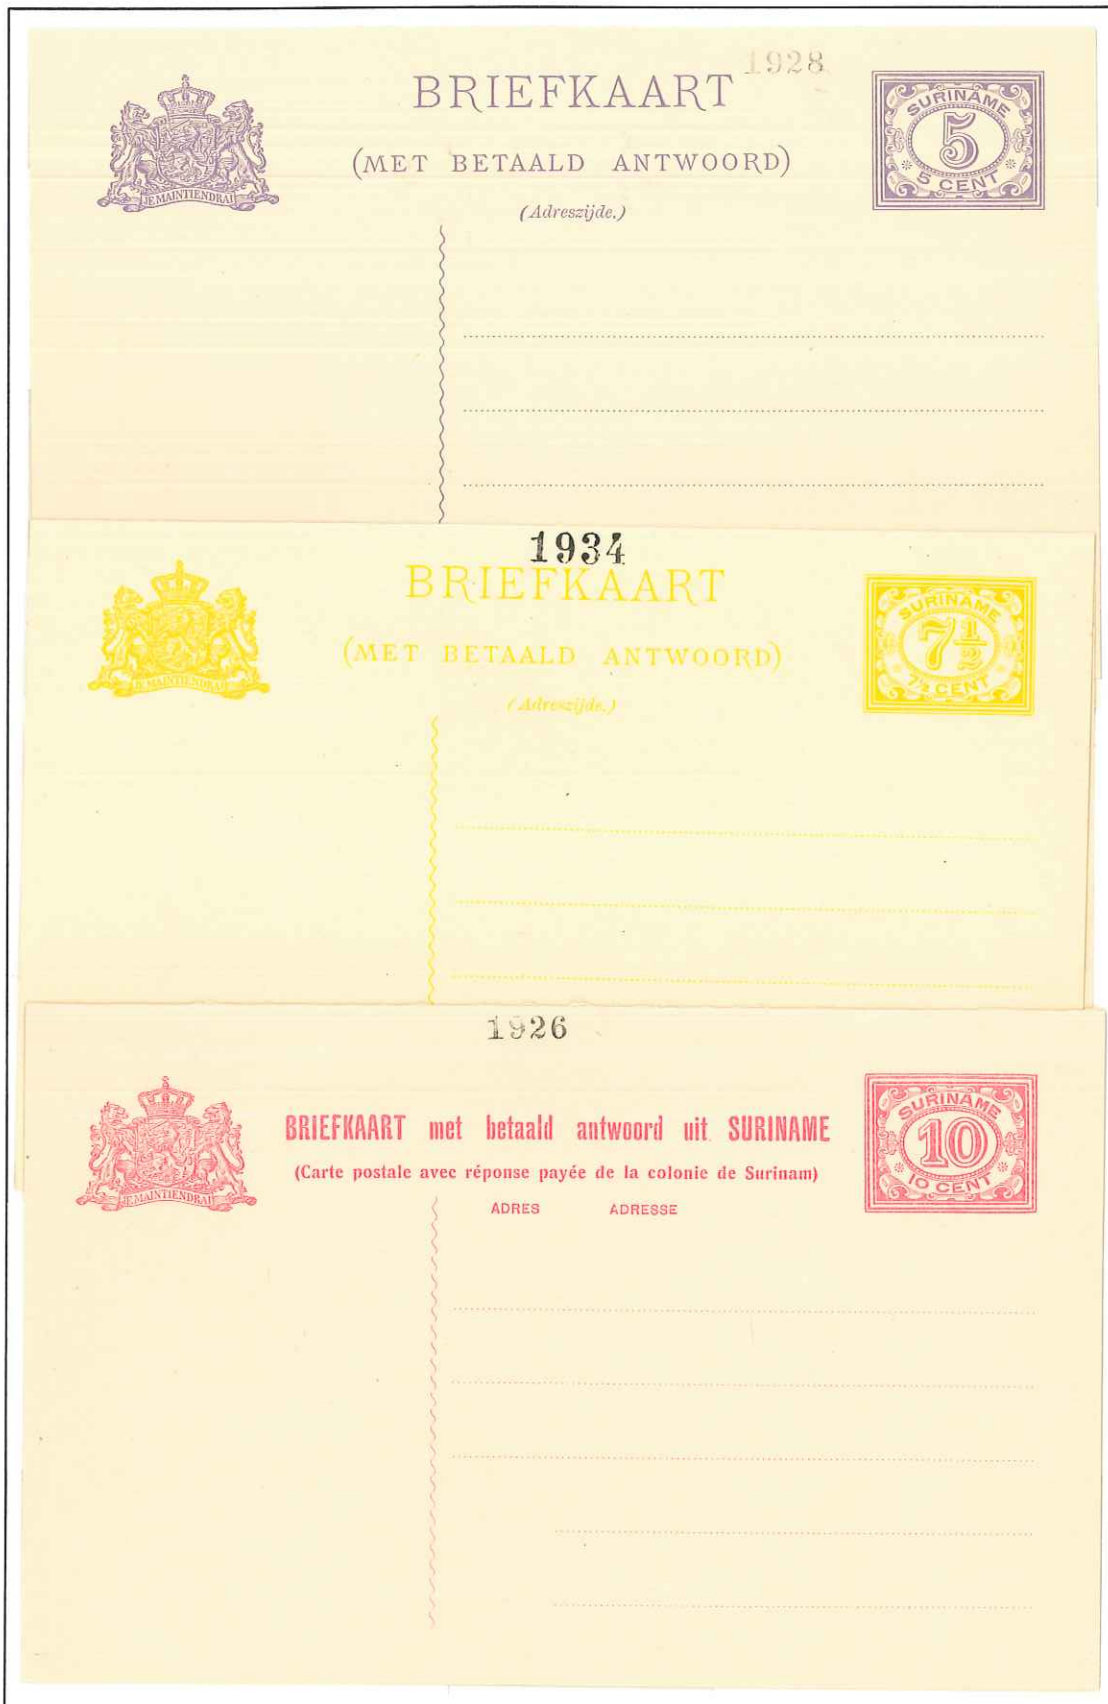 1928
BRIEFKAART
(MET BETAALD ANTWOORD)
(Adreszijde.)
JE MAINTIENDRAI
SURINAME
5
5 CENT
1934
BRIEFKAART
(MET BETAALD ANTWOORD)
(Adreszijde.)
JE MAINTIENDRAI
SURINAME
7½
7½ CENT
1926
BRIEFKAART met betaald antwoord uit SURINAME
(Carte postale avec réponse payée de la colonie de Surinam)
ADRES ADRESSE
JE MAINTIENDRAI
SURINAME
10
10 CENT